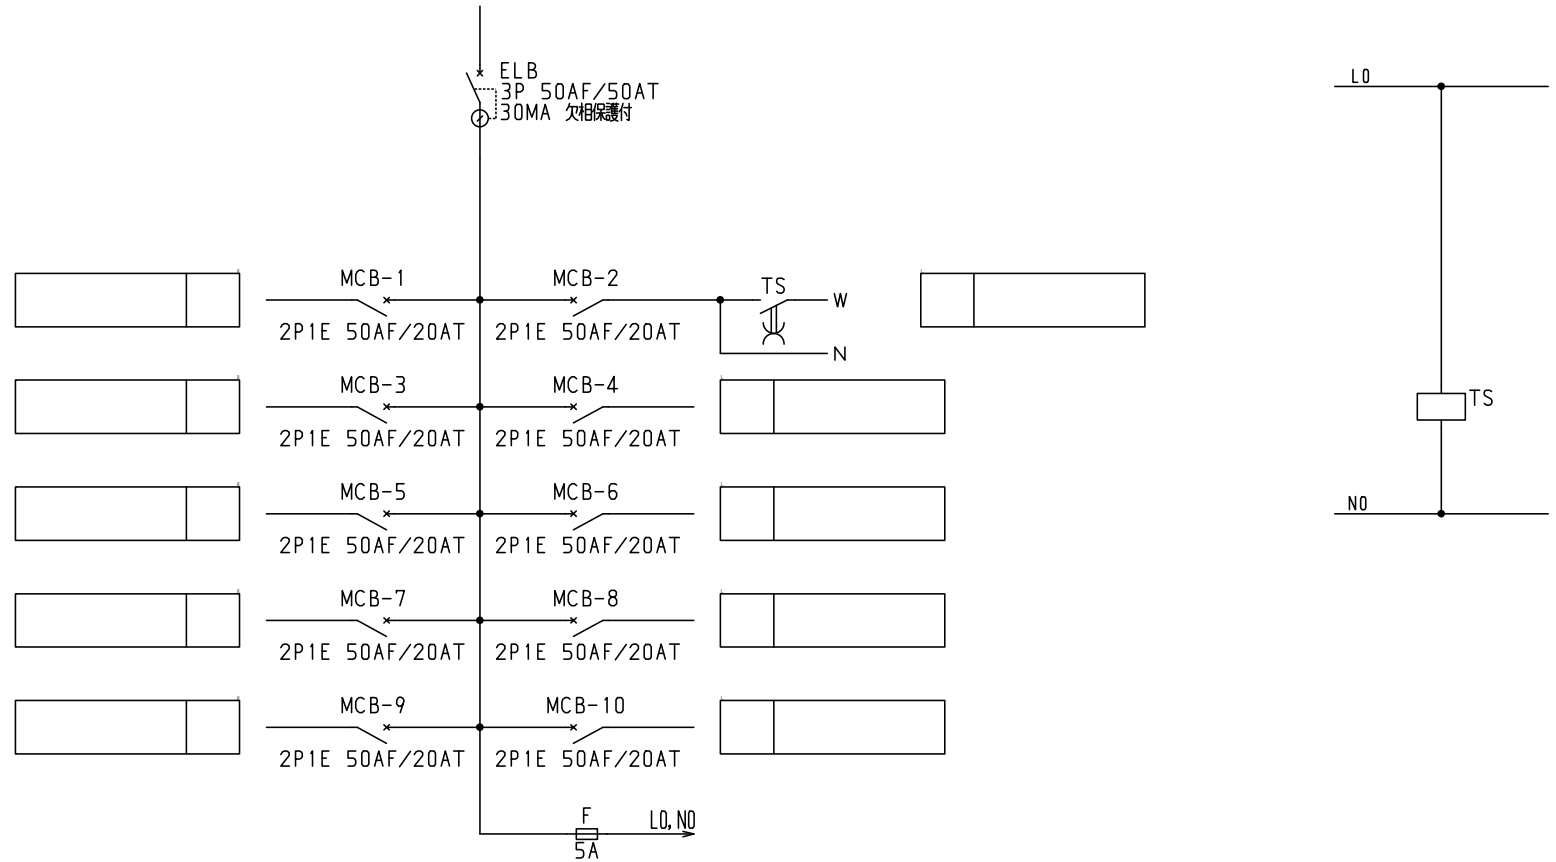 ELB
3P 50AF/50AT
30MA 欠相保護付
L0
MCB-1
MCB-2
TS
W
2P1E 50AF/20AT
2P1E 50AF/20AT
N
MCB-3
MCB-4
TS
2P1E 50AF/20AT
2P1E 50AF/20AT
MCB-5
MCB-6
N0
2P1E 50AF/20AT
2P1E 50AF/20AT
MCB-7
MCB-8
2P1E 50AF/20AT
2P1E 50AF/20AT
MCB-9
MCB-10
2P1E 50AF/20AT
2P1E 50AF/20AT
F
L0,N0
5A